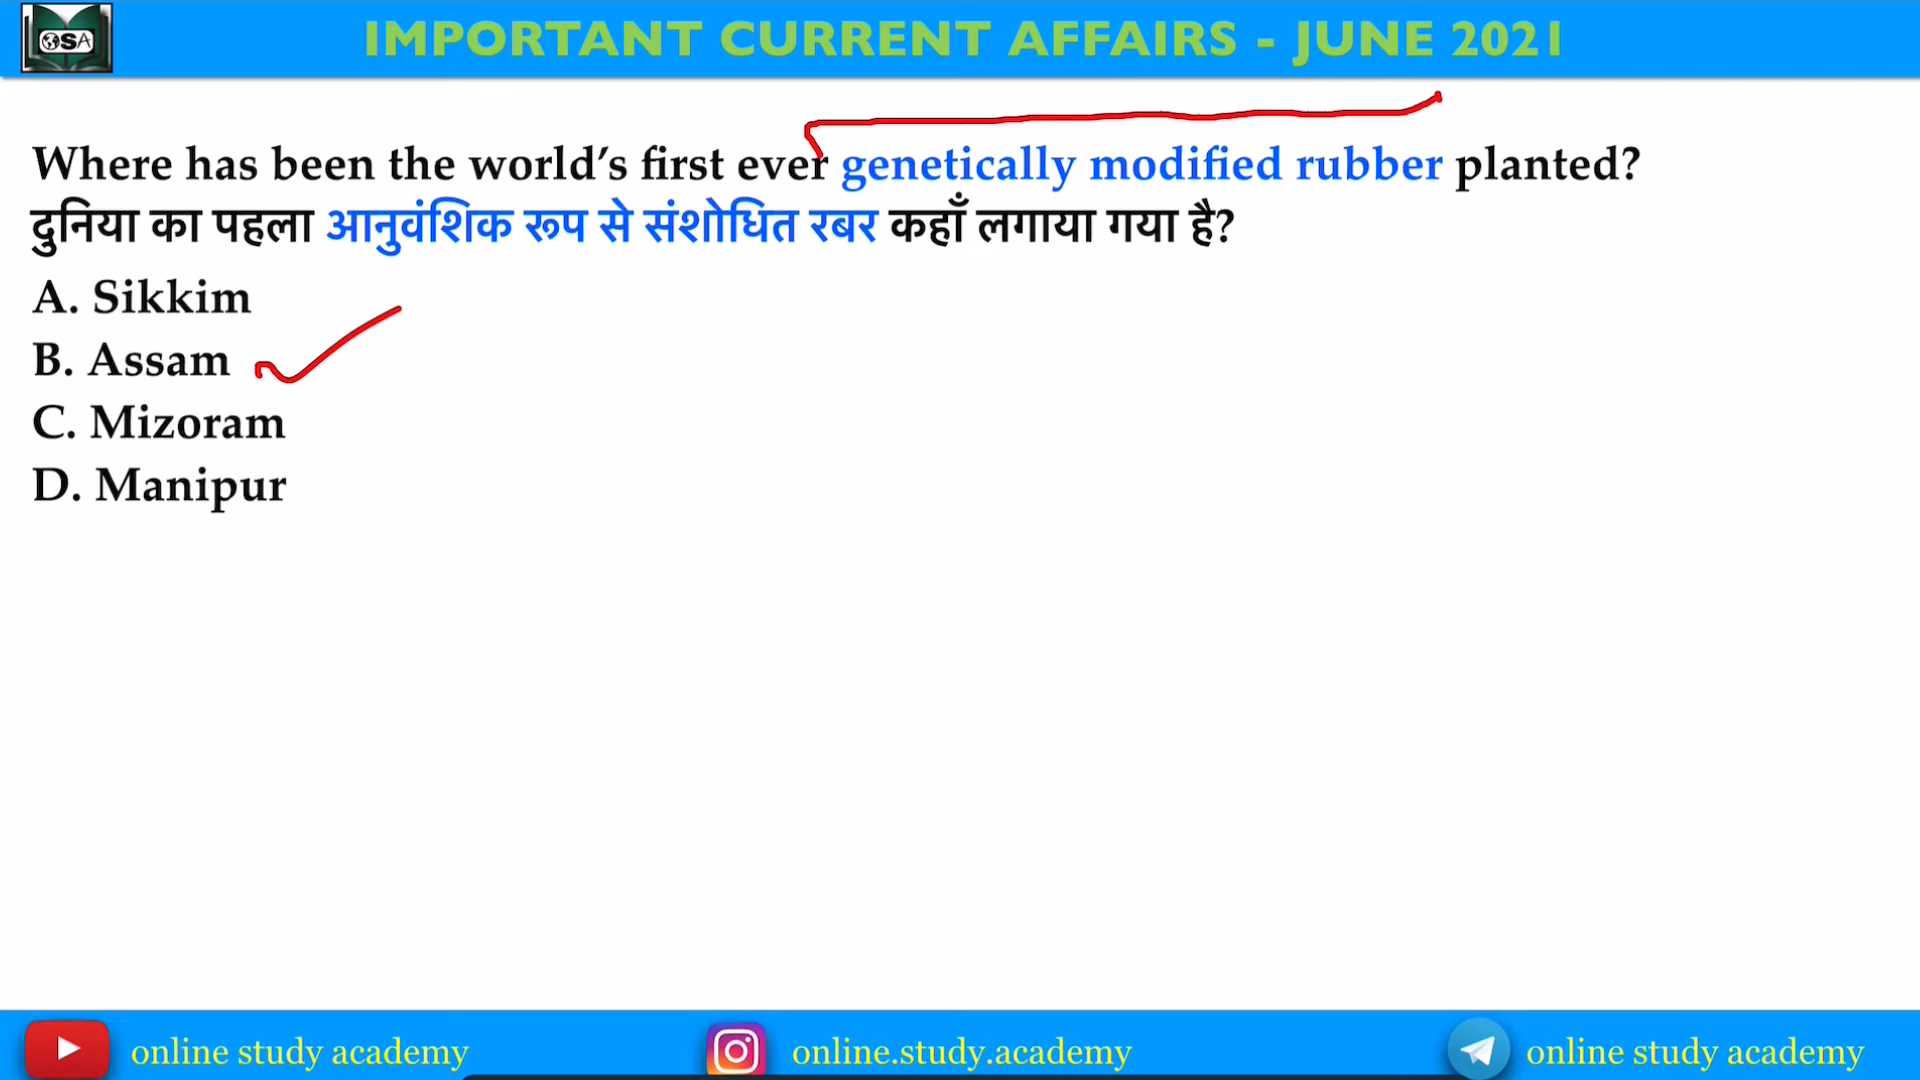 OSA
IMPORTANT CURRENT AFFAIRS - JUNE 2021
Where has been the world’s first ever genetically modified rubber planted?
दुनिया का पहला आनुवंशिक रूप से संशोधित रबर कहाँ लगाया गया है?
A. Sikkim
B. Assam
C. Mizoram
D. Manipur
online study academy
online.study.academy
online study academy